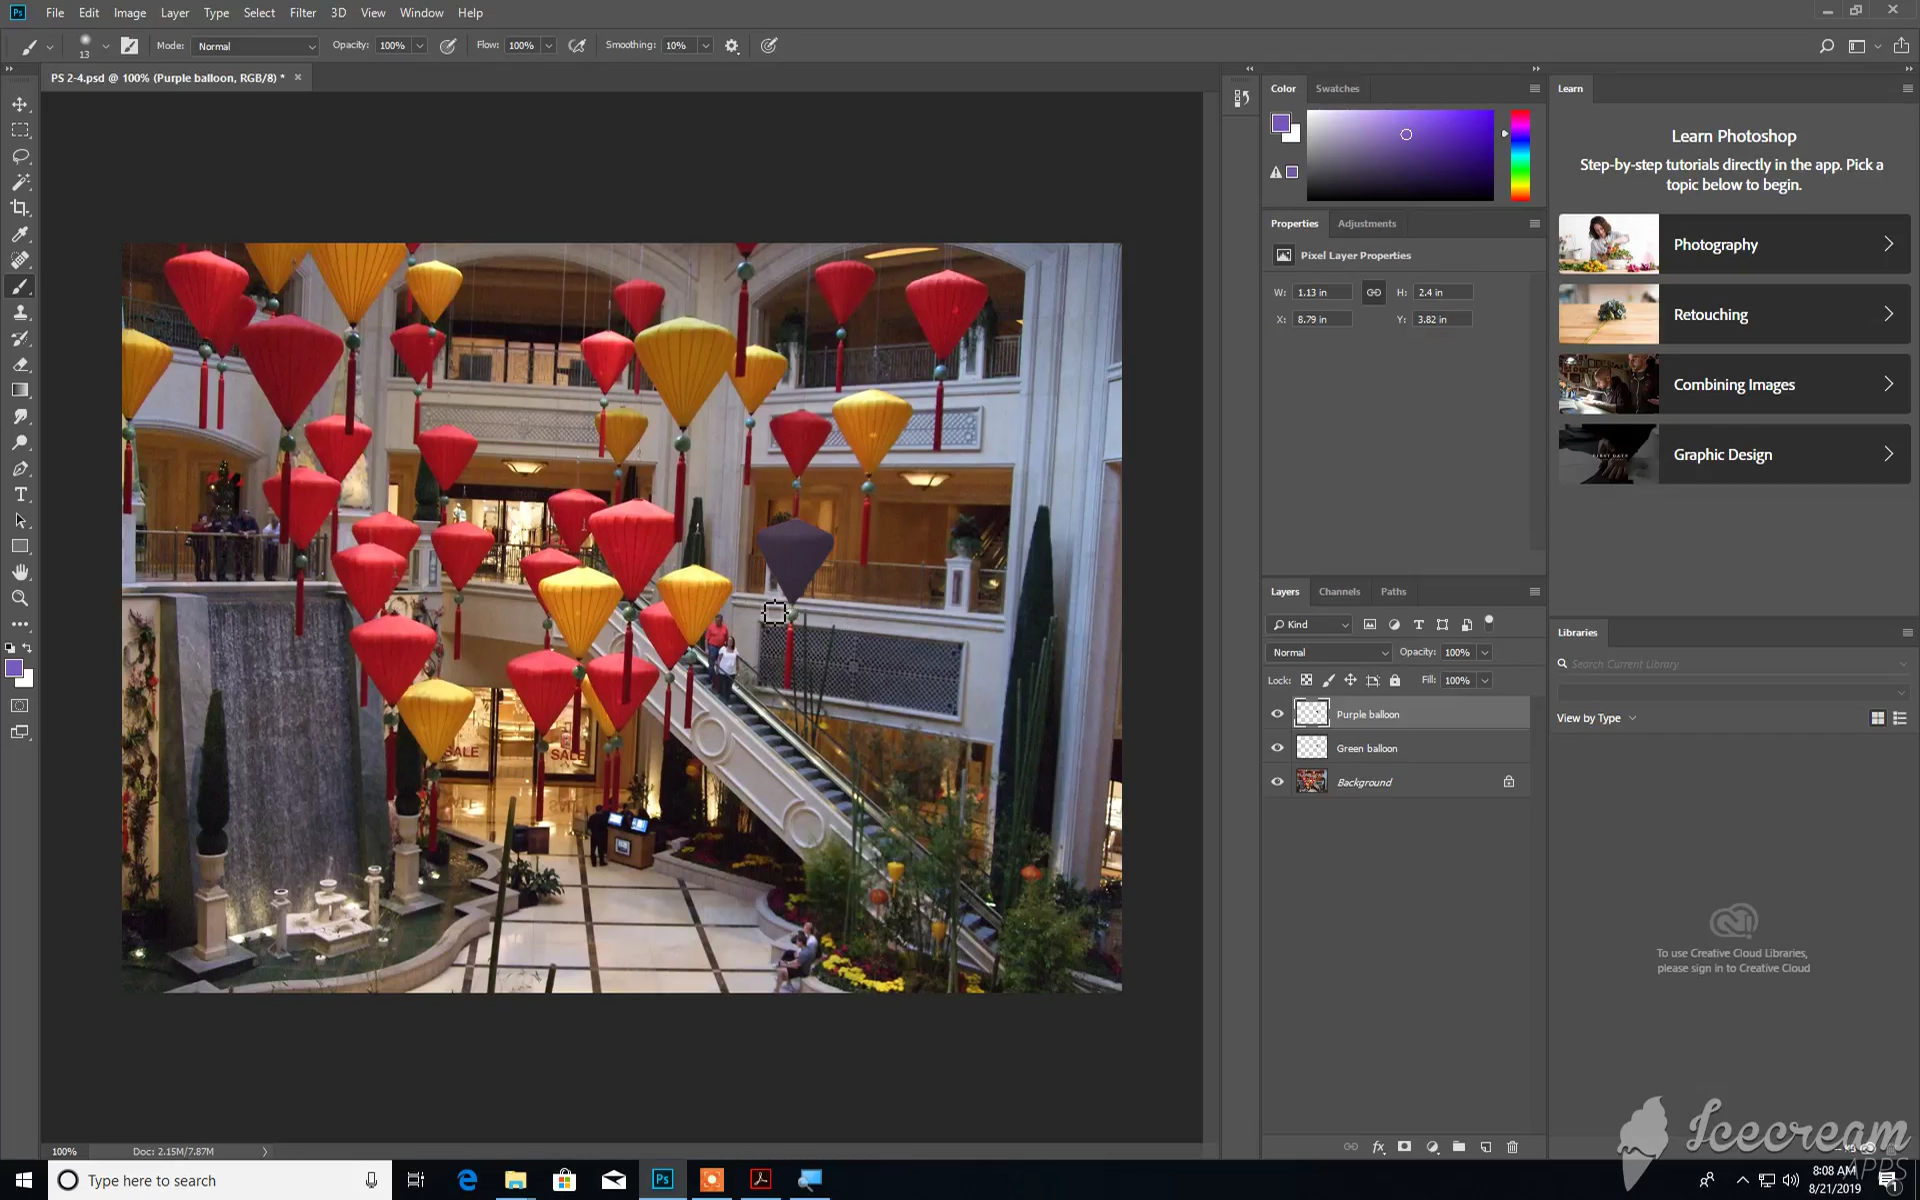 Ps File Edit Image Layer Type Select Filter 3D View Window Help
13 Mode: Normal Opacity: 100% Flow: 100% Smoothing: 10%
PS 2-4.psd @ 100% (Purple balloon, RGB/8) *
Color Swatches
Properties Adjustments
Pixel Layer Properties
W: 1.13 in H: 2.4 in
X: 8.79 in Y: 3.82 in
Layers Channels Paths
Kind
Normal Opacity: 100%
Lock: Fill: 100%
Purple balloon
Green balloon
Background
Learn
Learn Photoshop
Step-by-step tutorials directly in the app. Pick a
topic below to begin.
Photography
Retouching
Combining Images
Graphic Design
Libraries
Search Current Library
View by Type
To use Creative Cloud Libraries,
please sign in to Creative Cloud
SALE
SALE
100% Doc: 2.15M/7.87M
Icecream
APPS
Type here to search
Ps
8:08 AM
8/21/2019
1